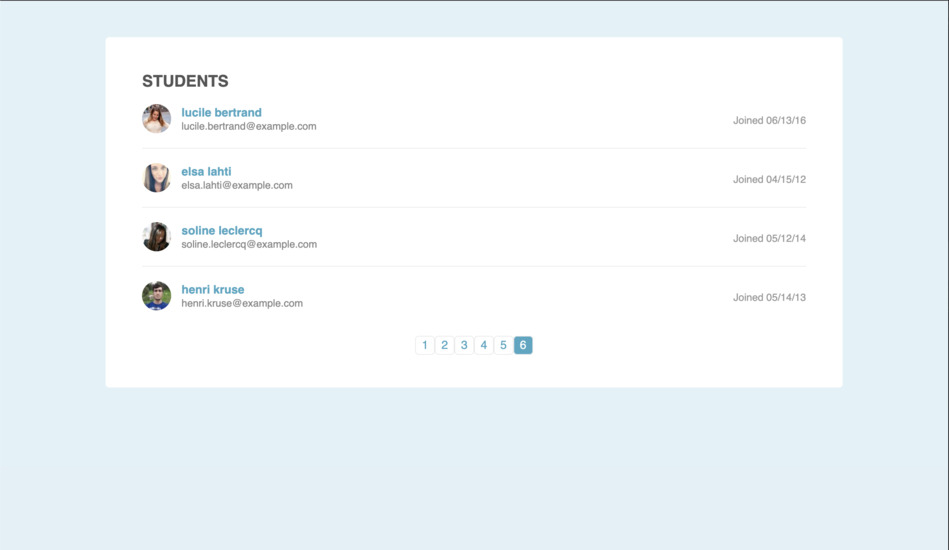 STUDENTS
lucile bertrand
lucile.bertrand@example.com
Joined 06/13/16
elsa lahti
elsa.lahti@example.com
Joined 04/15/12
soline leclercq
soline.leclercq@example.com
Joined 05/12/14
henri kruse
henri.kruse@example.com
Joined 05/14/13
1 2 3 4 5 6